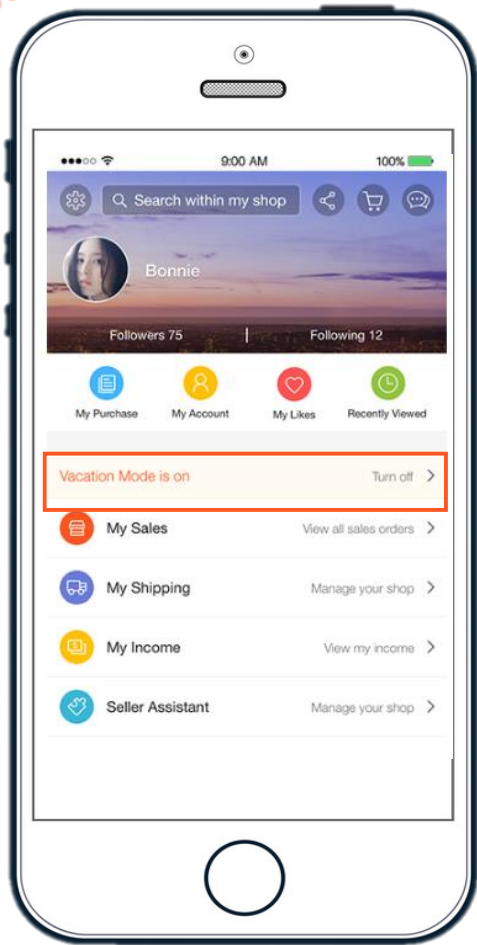 9:00 AM 100%
Search within my shop
Bonnie
Followers 75 | Following 12
My Purchase My Account My Likes Recently Viewed
Vacation Mode is on Turn off
My Sales View all sales orders
My Shipping Manage your shop
My Income View my income
Seller Assistant Manage your shop